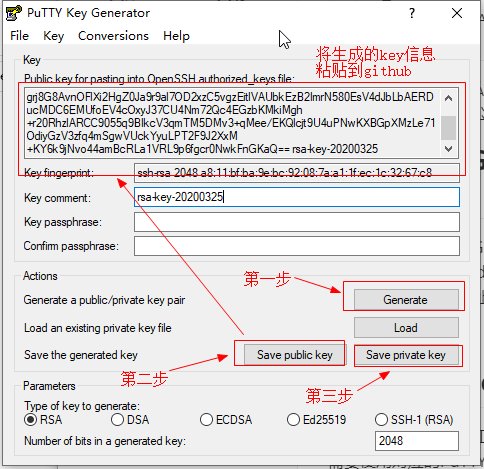 PuTTY Key Generator
File Key Conversions Help
将生成的key信息
粘贴到github
Key
Public key for pasting into OpenSSH authorized_keys file:
grj8G8AvnOFlXi2HgZ0Ja9r9al7OD2xzC5vgzEitIVAUbkEzB2lmrN580EsV4dJbLbAERD
ucMDC6EMUfoEV4cOxyJ37CU4Nm72Qc4EGzbKMkiMgh
+r20RhzIARCC9055q9BlkcV3qmTM5DMv3+qMee/EKQlcjt9U4uPNwKXBGpXMzLe71
OdiyGzV3zfq4mSgwVUckYyuLPT2F9J2XxM
+KY6k9jNvo44amBcRLa1VRL9p6fgcr0NwkFnGKaQ== rsa-key-20200325
Key fingerprint: ssh-rsa 2048 a8:11:bf:ba:9e:bc:92:08:7a:a1:1f:ec:1c:32:67:c8
Key comment: rsa-key-20200325
Key passphrase:
Confirm passphrase:
Actions
第一步
Generate a public/private key pair Generate
Load an existing private key file Load
Save the generated key Save public key Save private key
第二步 第三步
Parameters
Type of key to generate:
RSA DSA ECDSA Ed25519 SSH-1 (RSA)
Number of bits in a generated key: 2048